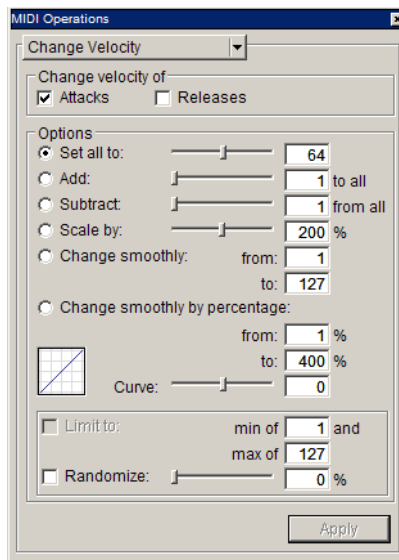 MIDI Operations
Change Velocity
Change velocity of
Attacks Releases
Options
Set all to: 64
Add: 1 to all
Subtract: 1 from all
Scale by: 200 %
Change smoothly: from: 1
to: 127
Change smoothly by percentage:
from: 1 %
to: 400 %
Curve: 0
Limit to: min of 1 and
max of 127
Randomize: 0 %
Apply